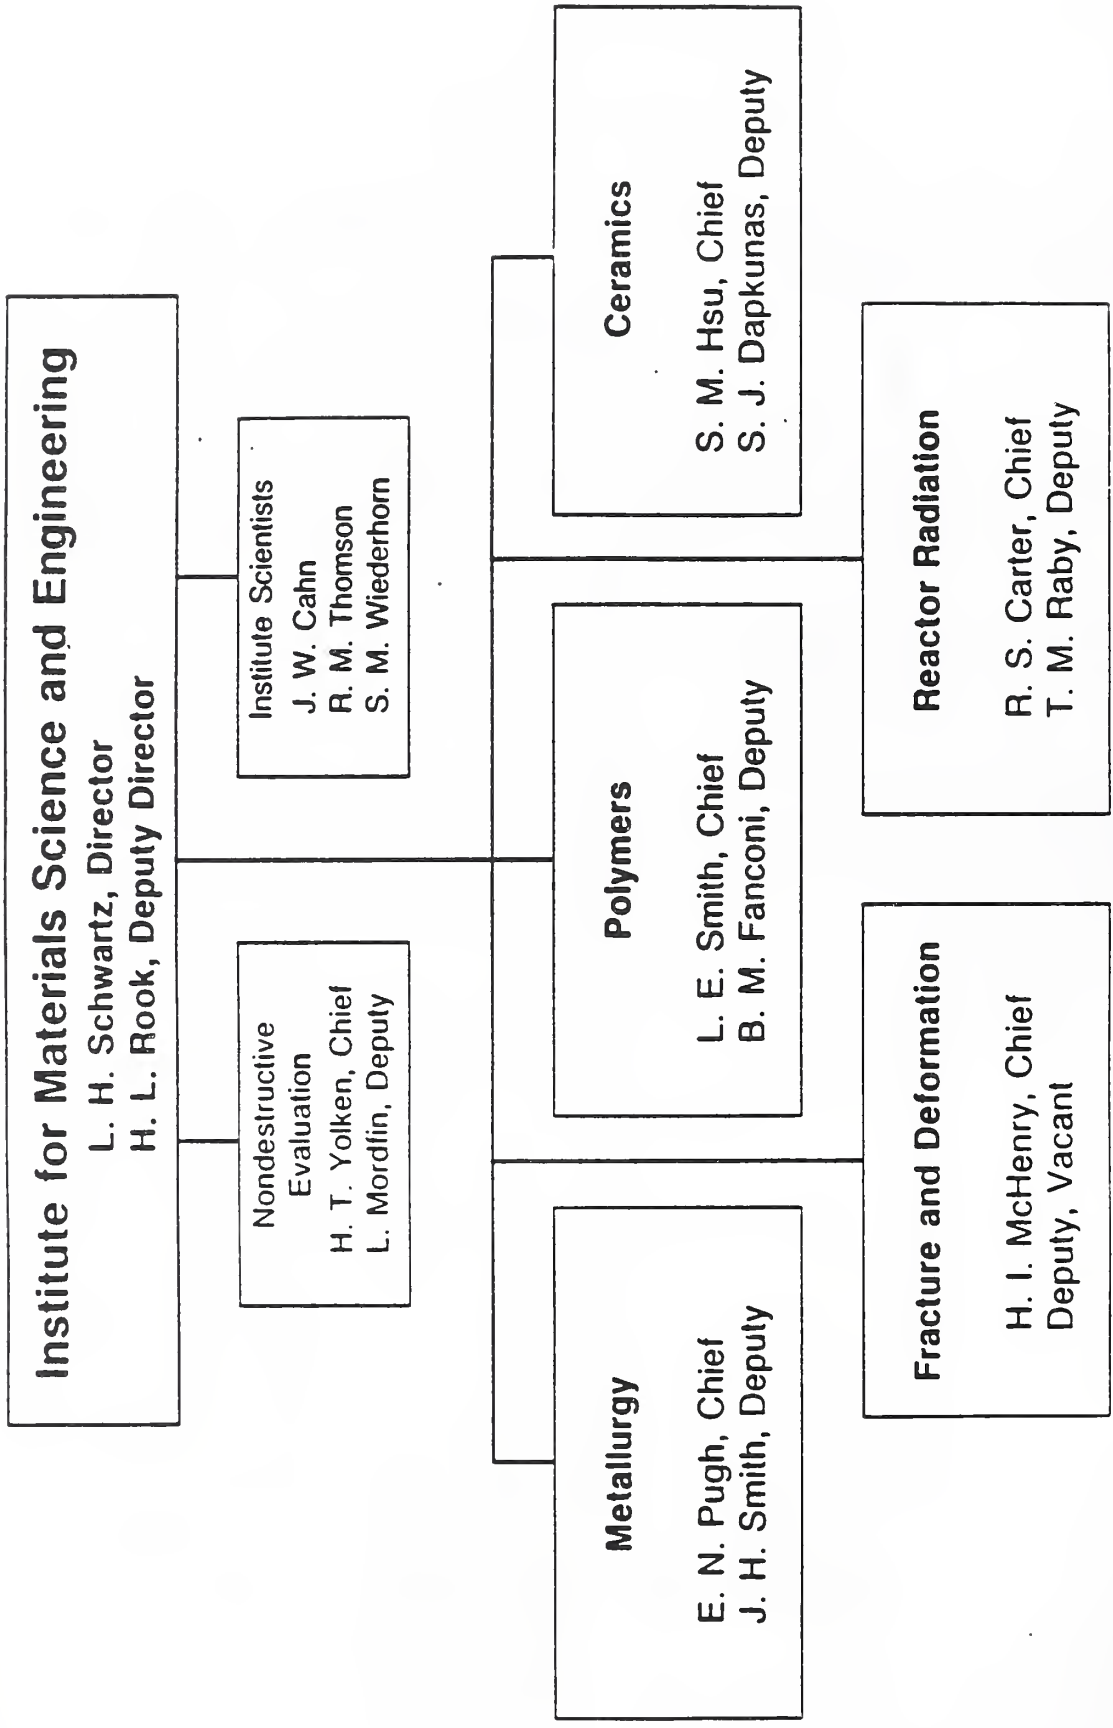 Institute for Materials Science and Engineering
L. H. Schwartz, Director
H. L. Rook, Deputy Director
Nondestructive
Evaluation
H. T. Yolken, Chief
L. Mordfin, Deputy
Institute Scientists
J. W. Cahn
R. M. Thomson
S. M. Wiederhorn
Metallurgy
E. N. Pugh, Chief
J. H. Smith, Deputy
Polymers
L. E. Smith, Chief
B. M. Fanconi, Deputy
Ceramics
S. M. Hsu, Chief
S. J. Dapkunas, Deputy
Fracture and Deformation
H. I. McHenry, Chief
Deputy, Vacant
Reactor Radiation
R. S. Carter, Chief
T. M. Raby, Deputy